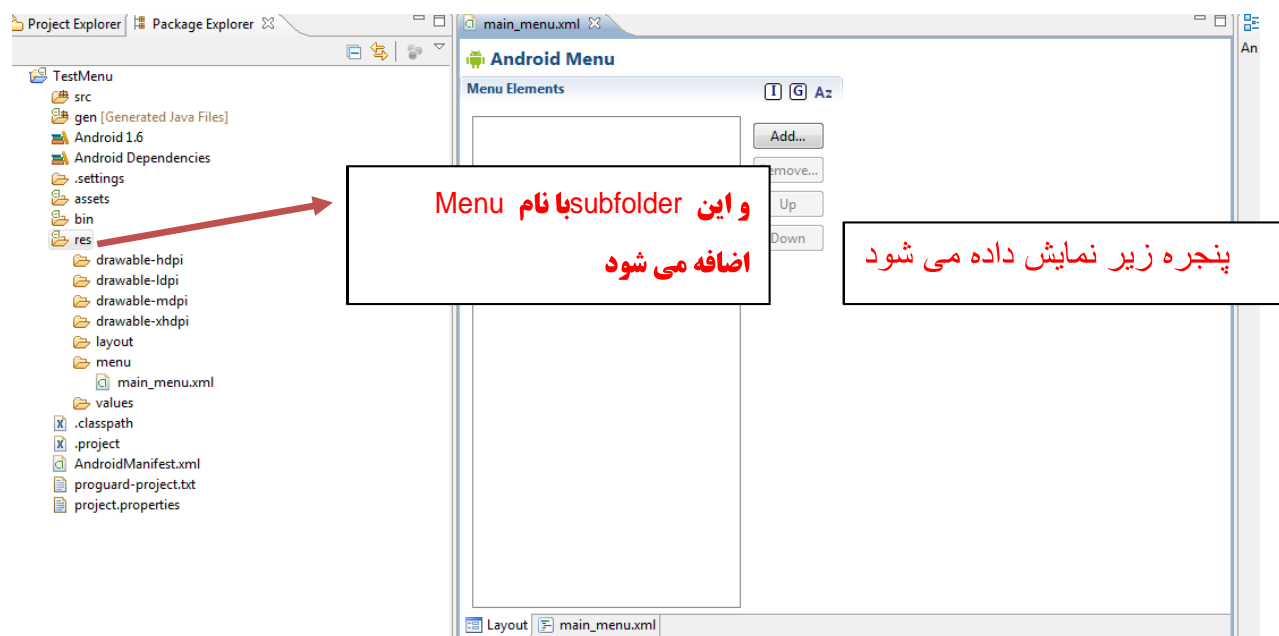 Project Explorer
Package Explorer
TestMenu
src
gen [Generated Java Files]
Android 1.6
Android Dependencies
.settings
assets
bin
res
drawable-hdpi
drawable-ldpi
drawable-mdpi
drawable-xhdpi
layout
menu
main_menu.xml
values
.classpath
.project
AndroidManifest.xml
proguard-project.txt
project.properties
main_menu.xml
Android Menu
Menu Elements
I G Az
Add...
Remove...
Up
Down
و این subfolderبا نام Menu
اضافه می شود
پنجره زیر نمایش داده می شود
Layout
main_menu.xml
An